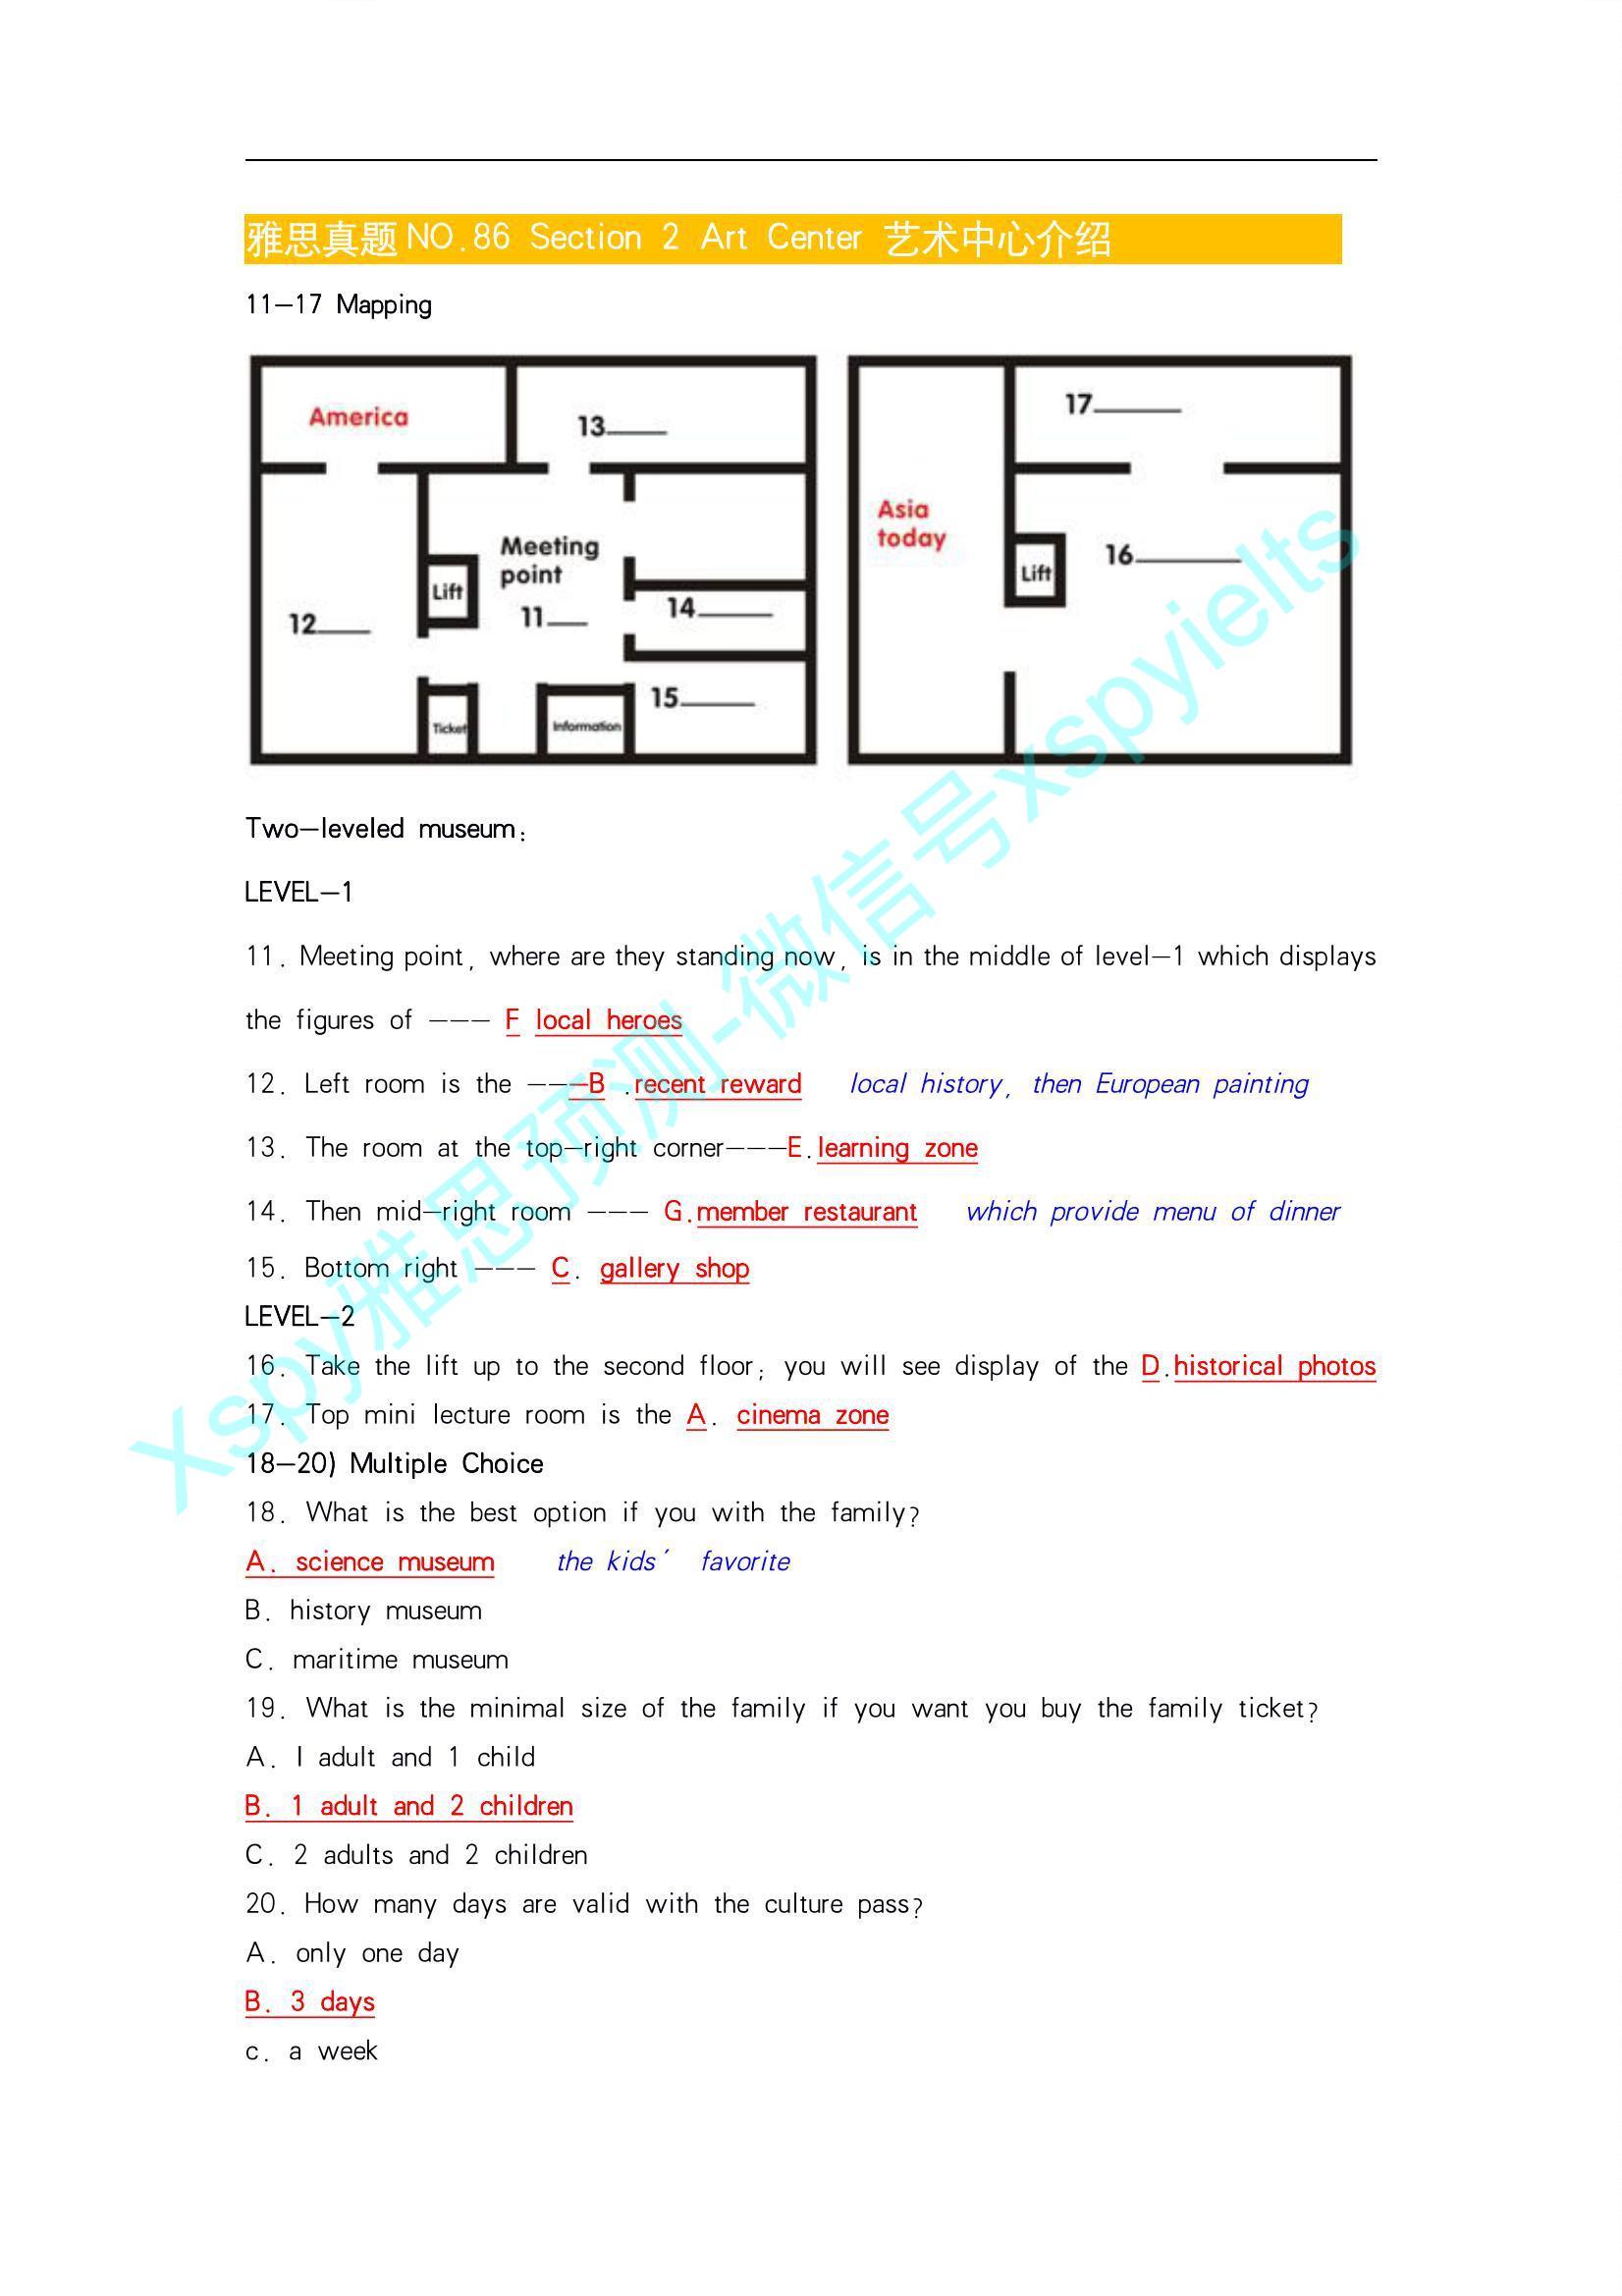 雅思真题 NO.86 Section 2 Art Center 艺术中心介绍
11-17 Mapping
America
13
17
Asia
today
Meeting
point
Lift
11
12
14
15
Ticket
Information
Lift
16
Two-leveled museum:
LEVEL-1
11. Meeting point, where are they standing now, is in the middle of level-1 which displays
the figures of --- F local heroes
12. Left room is the ---B .recent reward local history, then European painting
13. The room at the top-right corner---E.learning zone
14. Then mid-right room --- G.member restaurant which provide menu of dinner
15. Bottom right --- C. gallery shop
LEVEL-2
16. Take the lift up to the second floor; you will see display of the D.historical photos
17. Top mini lecture room is the A. cinema zone
18-20) Multiple Choice
18. What is the best option if you with the family?
A. science museum the kids' favorite
B. history museum
C. maritime museum
19. What is the minimal size of the family if you want you buy the family ticket?
A. I adult and 1 child
B. 1 adult and 2 children
C. 2 adults and 2 children
20. How many days are valid with the culture pass?
A. only one day
B. 3 days
c. a week
Xspy雅思预测-微信号xspyielts